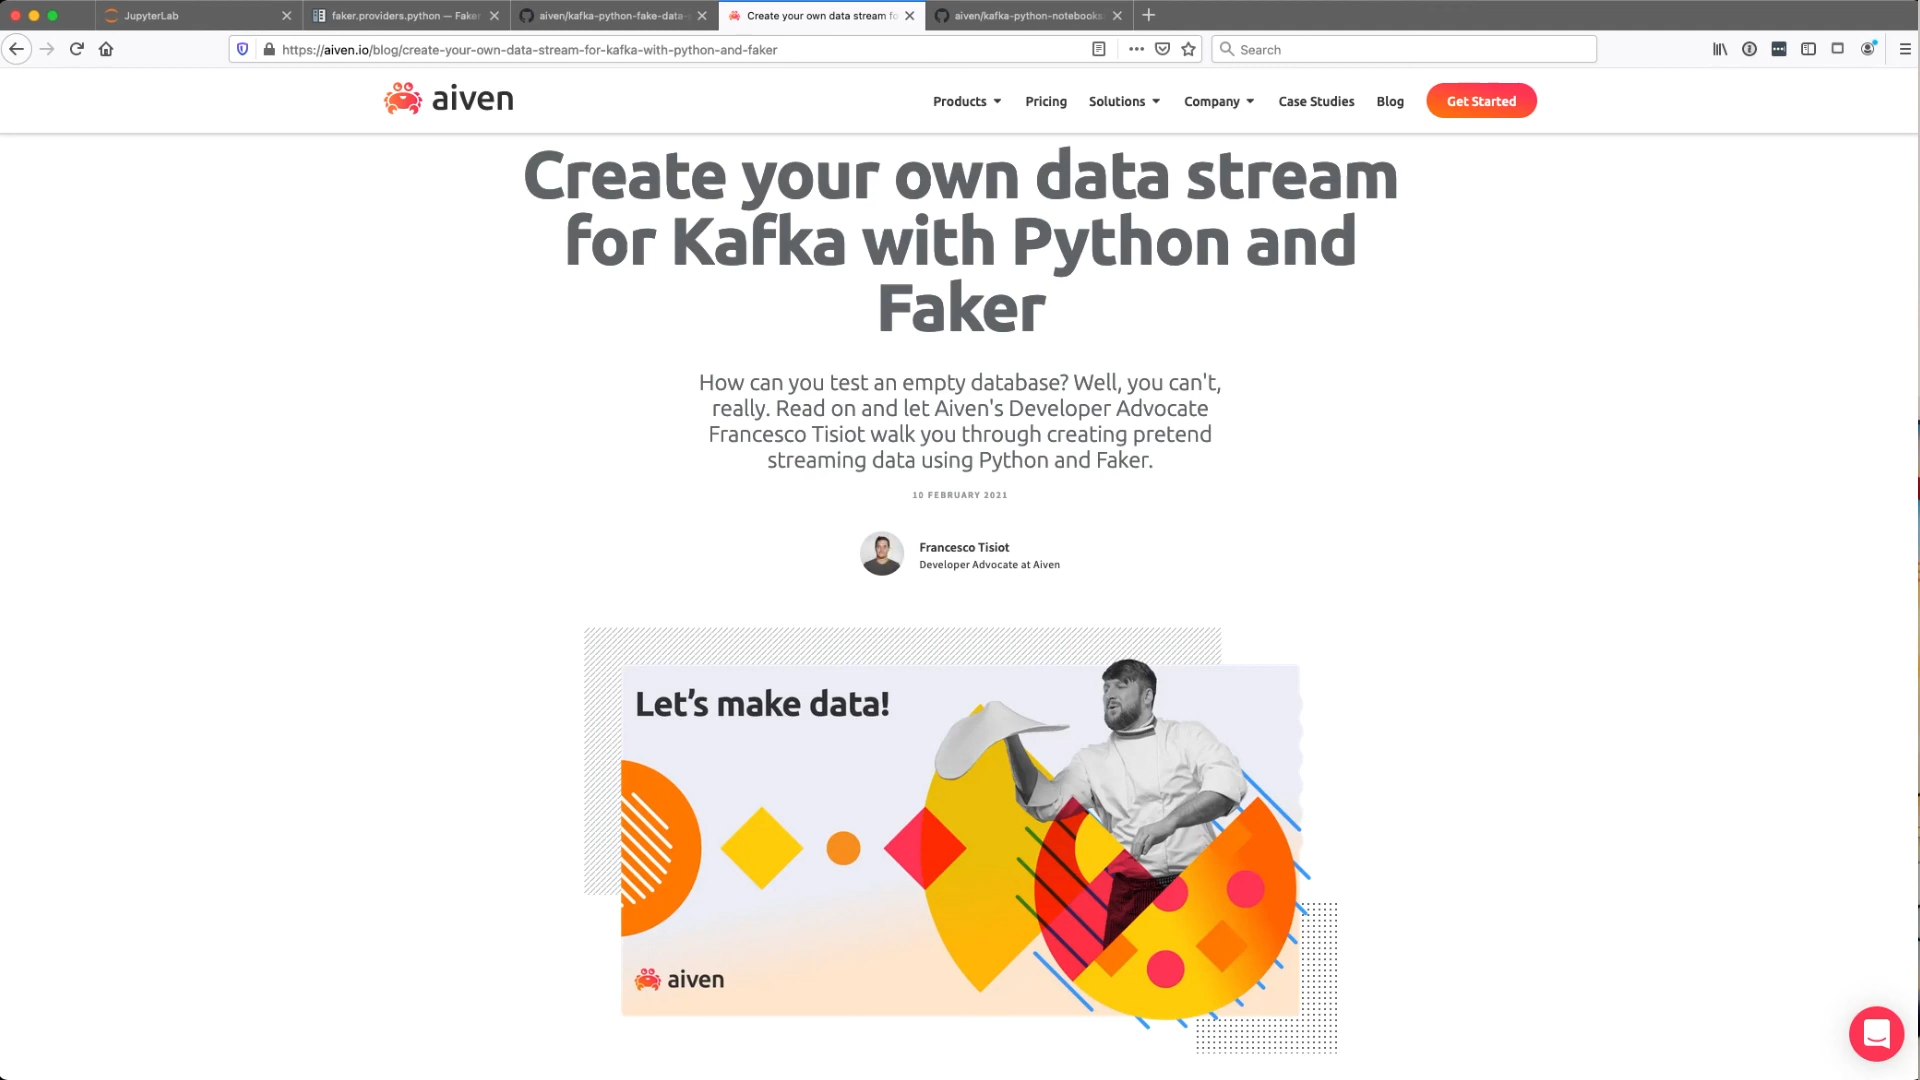 JupyterLab
faker.providers.python — Faker
aiven/kafka-python-fake-data-
Create your own data stream fo
aiven/kafka-python-notebooks
https://aiven.io/blog/create-your-own-data-stream-for-kafka-with-python-and-faker
Search
aiven
Products
Pricing
Solutions
Company
Case Studies
Blog
Get Started
Create your own data stream
for Kafka with Python and
Faker
How can you test an empty database? Well, you can't,
really. Read on and let Aiven's Developer Advocate
Francesco Tisiot walk you through creating pretend
streaming data using Python and Faker.
10 FEBRUARY 2021
Francesco Tisiot
Developer Advocate at Aiven
Let's make data!
aiven